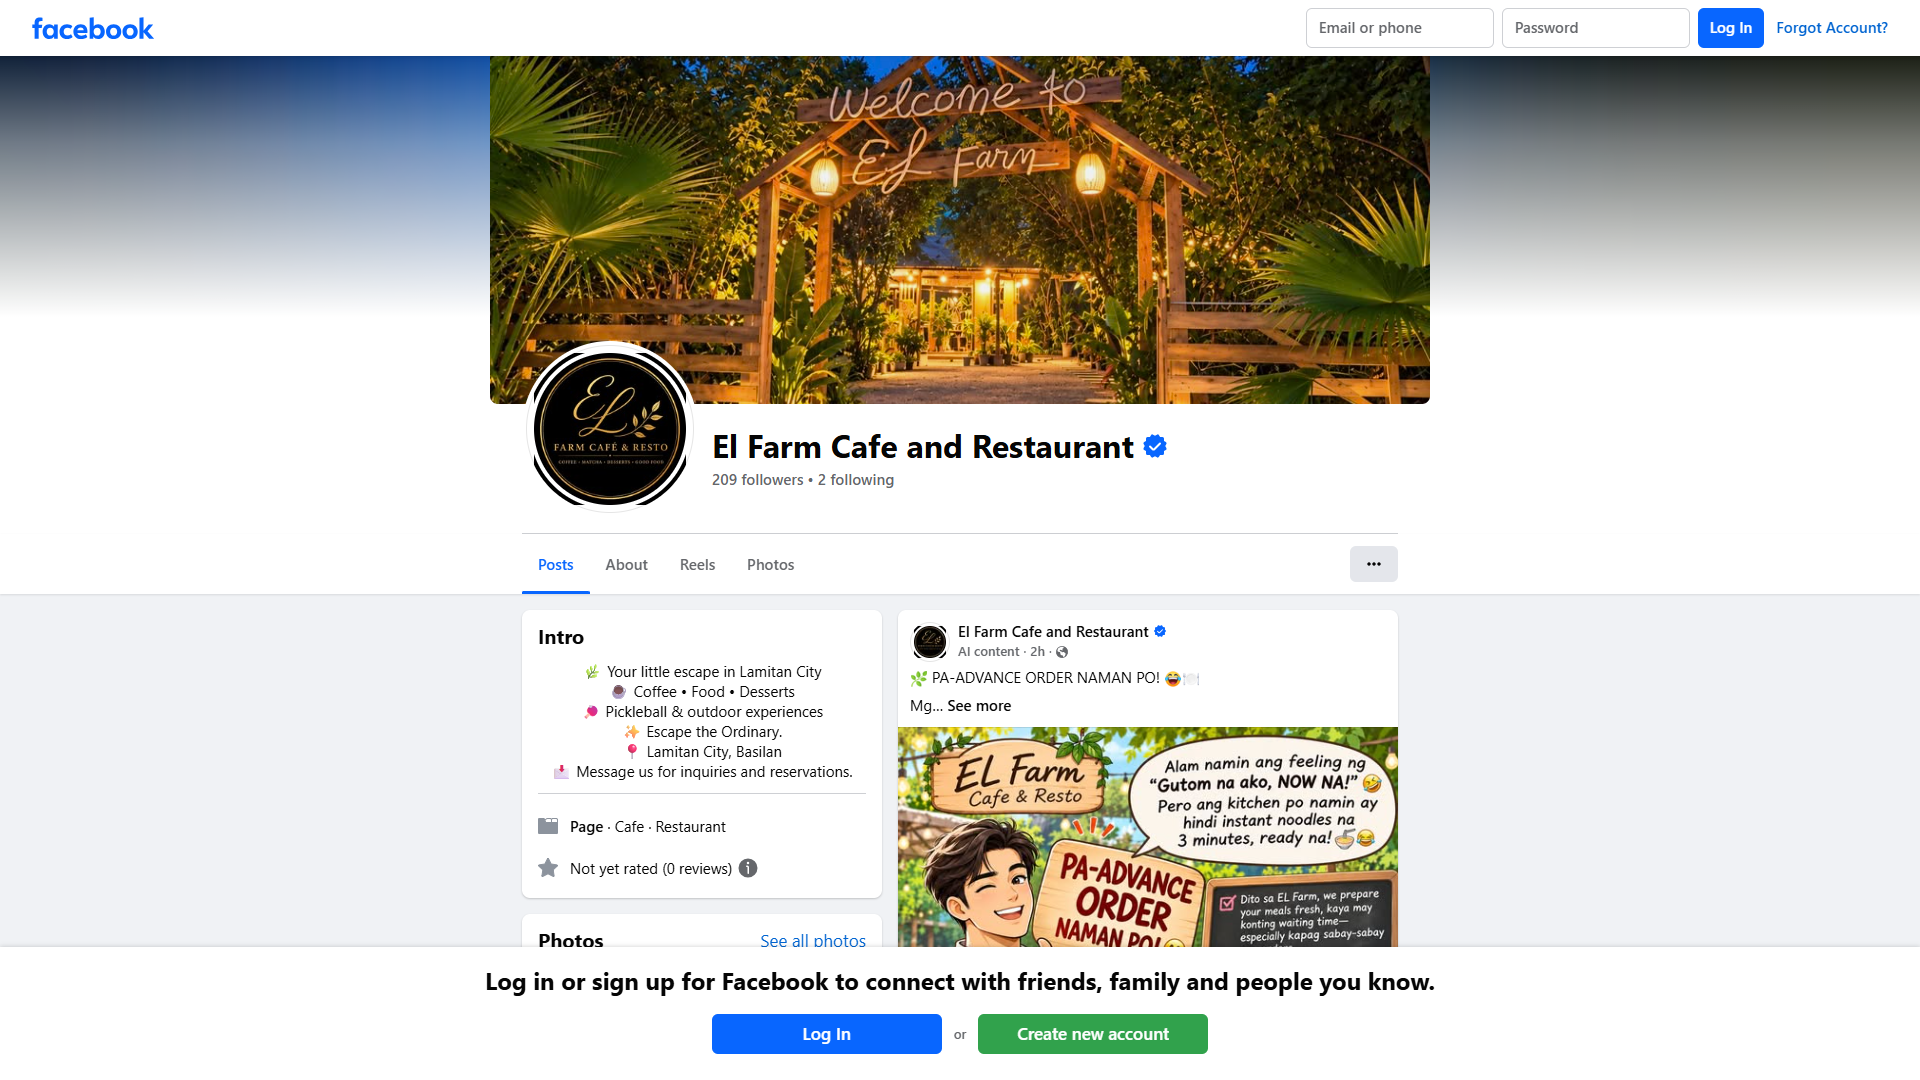 facebook
Email or phone
Password
Log In
Forgot Account?
Welcome to
EL Farm
EL
FARM CAFÉ & RESTO
COFFEE • MATCHA • DESSERTS • GOOD FOOD
El Farm Cafe and Restaurant
209 followers • 2 following
Posts
About
Reels
Photos
Intro
🌿 Your little escape in Lamitan City
☕ Coffee • Food • Desserts
🏓 Pickleball & outdoor experiences
✨ Escape the Ordinary.
📍 Lamitan City, Basilan
📩 Message us for inquiries and reservations.
Page · Cafe · Restaurant
Not yet rated (0 reviews)
Photos
See all photos
El Farm Cafe and Restaurant
AI content · 2h ·
🌿 PA-ADVANCE ORDER NAMAN PO! 😂🍽️
Mg… See more
EL Farm
Cafe & Resto
Alam namin ang feeling ng
“Gutom na ako, NOW NA!” 🤣
Pero ang kitchen po namin ay
hindi instant noodles na
3 minutes, ready na! 🍜😂
PA-ADVANCE
ORDER
NAMAN PO!
Dito sa EL Farm, we prepare
your meals fresh, kaya may
konting waiting time—
especially kapag sabay-sabay
Log in or sign up for Facebook to connect with friends, family and people you know.
Log In
or
Create new account